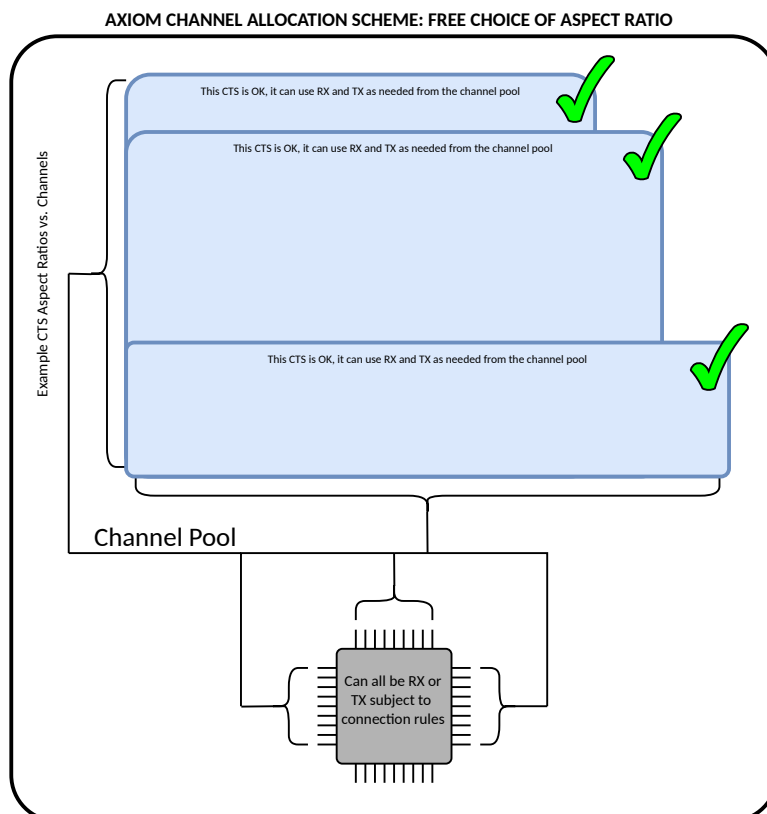 AXIOM CHANNEL ALLOCATION SCHEME: FREE CHOICE OF ASPECT RATIO
This CTS is OK, it can use RX and TX as needed from the channel pool
This CTS is OK, it can use RX and TX as needed from the channel pool
Example CTS Aspect Ratios vs. Channels
This CTS is OK, it can use RX and TX as needed from the channel pool
Channel Pool
Can all be RX or
TX subject to
connection rules